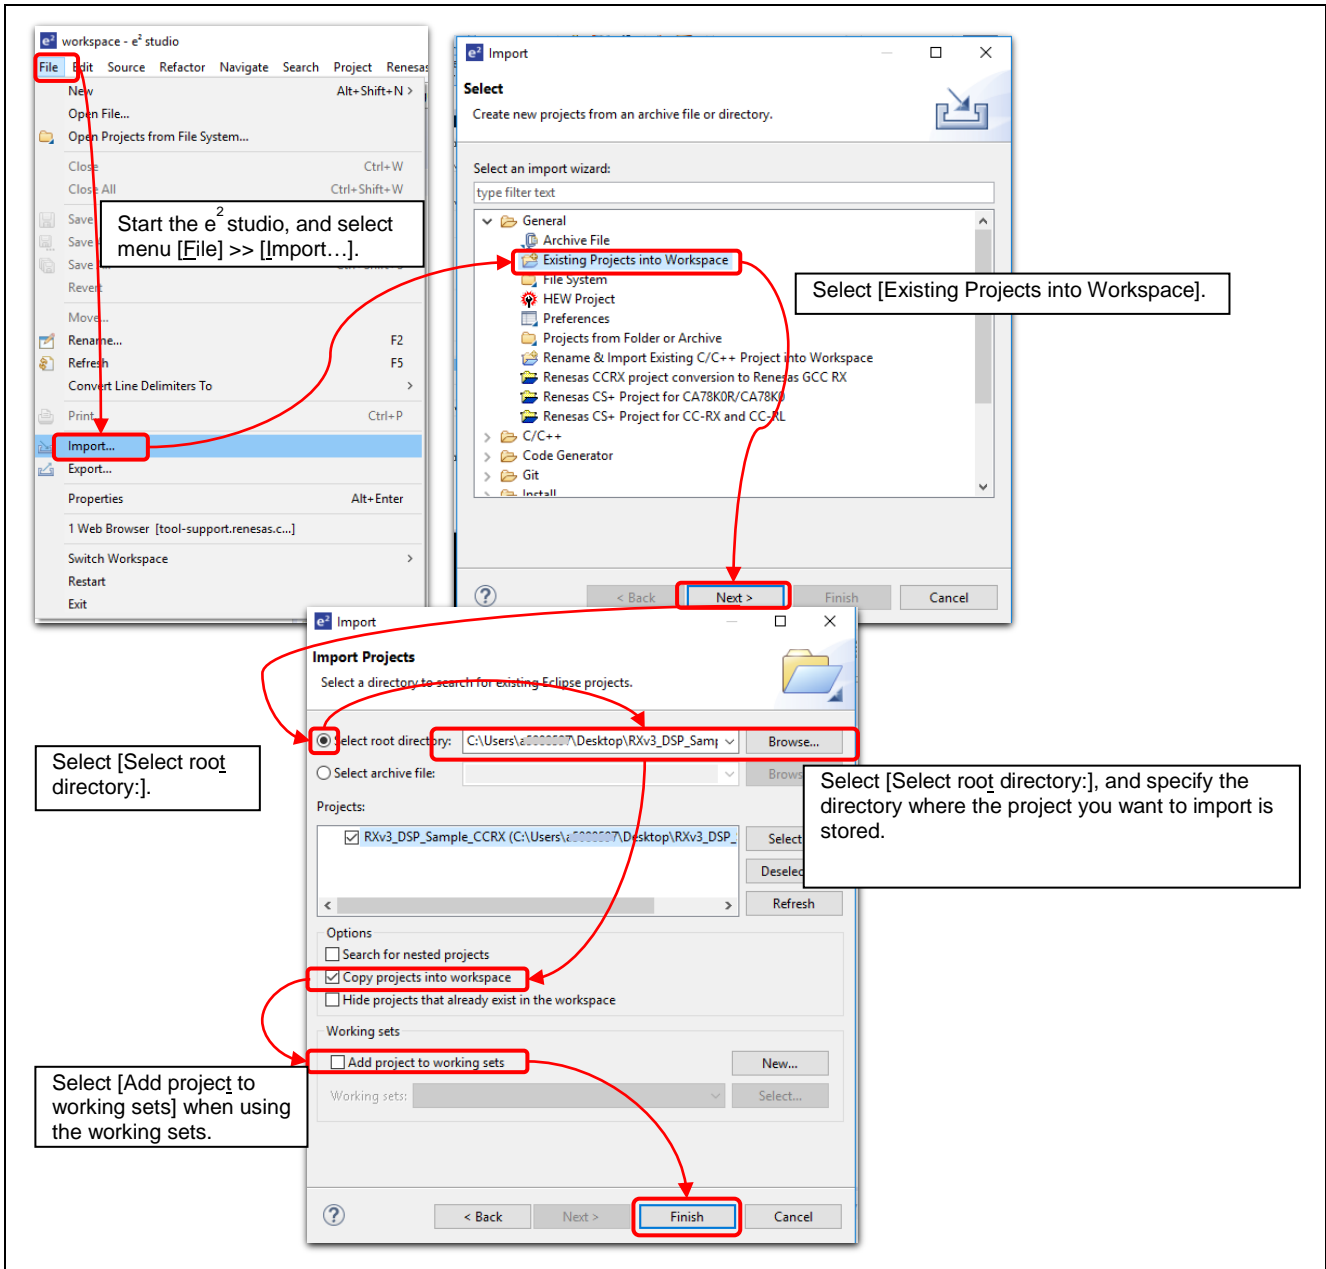 workspace - e² studio
File Edit Source Refactor Navigate Search Project Renesas
New Alt+Shift+N >
Open File...
Open Projects from File System...
Close Ctrl+W
Close All Ctrl+Shift+W
Save
Save
Save
Revert
Move...
Rename... F2
Refresh F5
Convert Line Delimiters To >
Print... Ctrl+P
Import...
Export...
Properties Alt+Enter
1 Web Browser [tool-support.renesas.c...]
Switch Workspace >
Restart
Exit
Start the e² studio, and select
menu [File] >> [Import…].
e² Import
Select
Create new projects from an archive file or directory.
Select an import wizard:
type filter text
General
Archive File
Existing Projects into Workspace
File System
HEW Project
Preferences
Projects from Folder or Archive
Rename & Import Existing C/C++ Project into Workspace
Renesas CCRX project conversion to Renesas GCC RX
Renesas CS+ Project for CA78K0R/CA78K0
Renesas CS+ Project for CC-RX and CC-RL
> C/C++
> Code Generator
> Git
> Install
< Back Next > Finish Cancel
Select [Existing Projects into Workspace].
e² Import
Import Projects
Select a directory to search for existing Eclipse projects.
Select root directory: Browse...
Select archive file: Brows
Projects:
RXv3_DSP_Sample_CCRX Select
Deselec
Refresh
Options
Search for nested projects
Copy projects into workspace
Hide projects that already exist in the workspace
Working sets
Add project to working sets New...
Working sets: Select...
< Back Next > Finish Cancel
Select [Select root
directory:].
Select [Select root directory:], and specify the
directory where the project you want to import is
stored.
Select [Add project to
working sets] when using
the working sets.